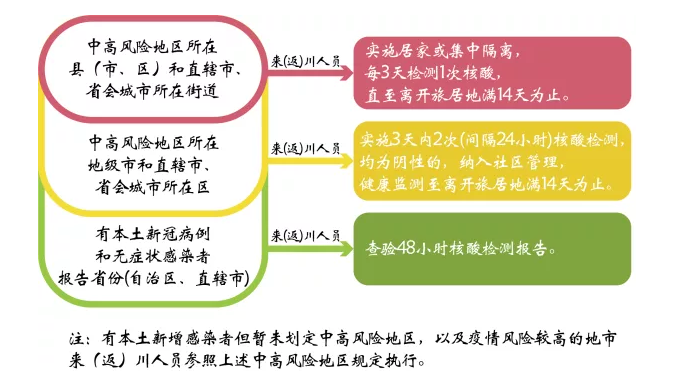 中高风险地区所在
县（市、区）和直辖市、
省会城市所在街道
来(返)川人员
实施居家或集中隔离，
每3天检测1次核酸，
直至离开旅居地满14天为止。
中高风险地区所在
地级市和直辖市、
省会城市所在区
来(返)川人员
实施3天内2次(间隔24小时)核酸检测，
均为阴性的，纳入社区管理，
健康监测至离开旅居地满14天为止。
有本土新冠病例
和无症状感染者
报告省份(自治区、直辖市)
来(返)川人员
查验48小时核酸检测报告。
注：有本土新增感染者但暂未划定中高风险地区，以及疫情风险较高的地市
来（返）川人员参照上述中高风险地区规定执行。